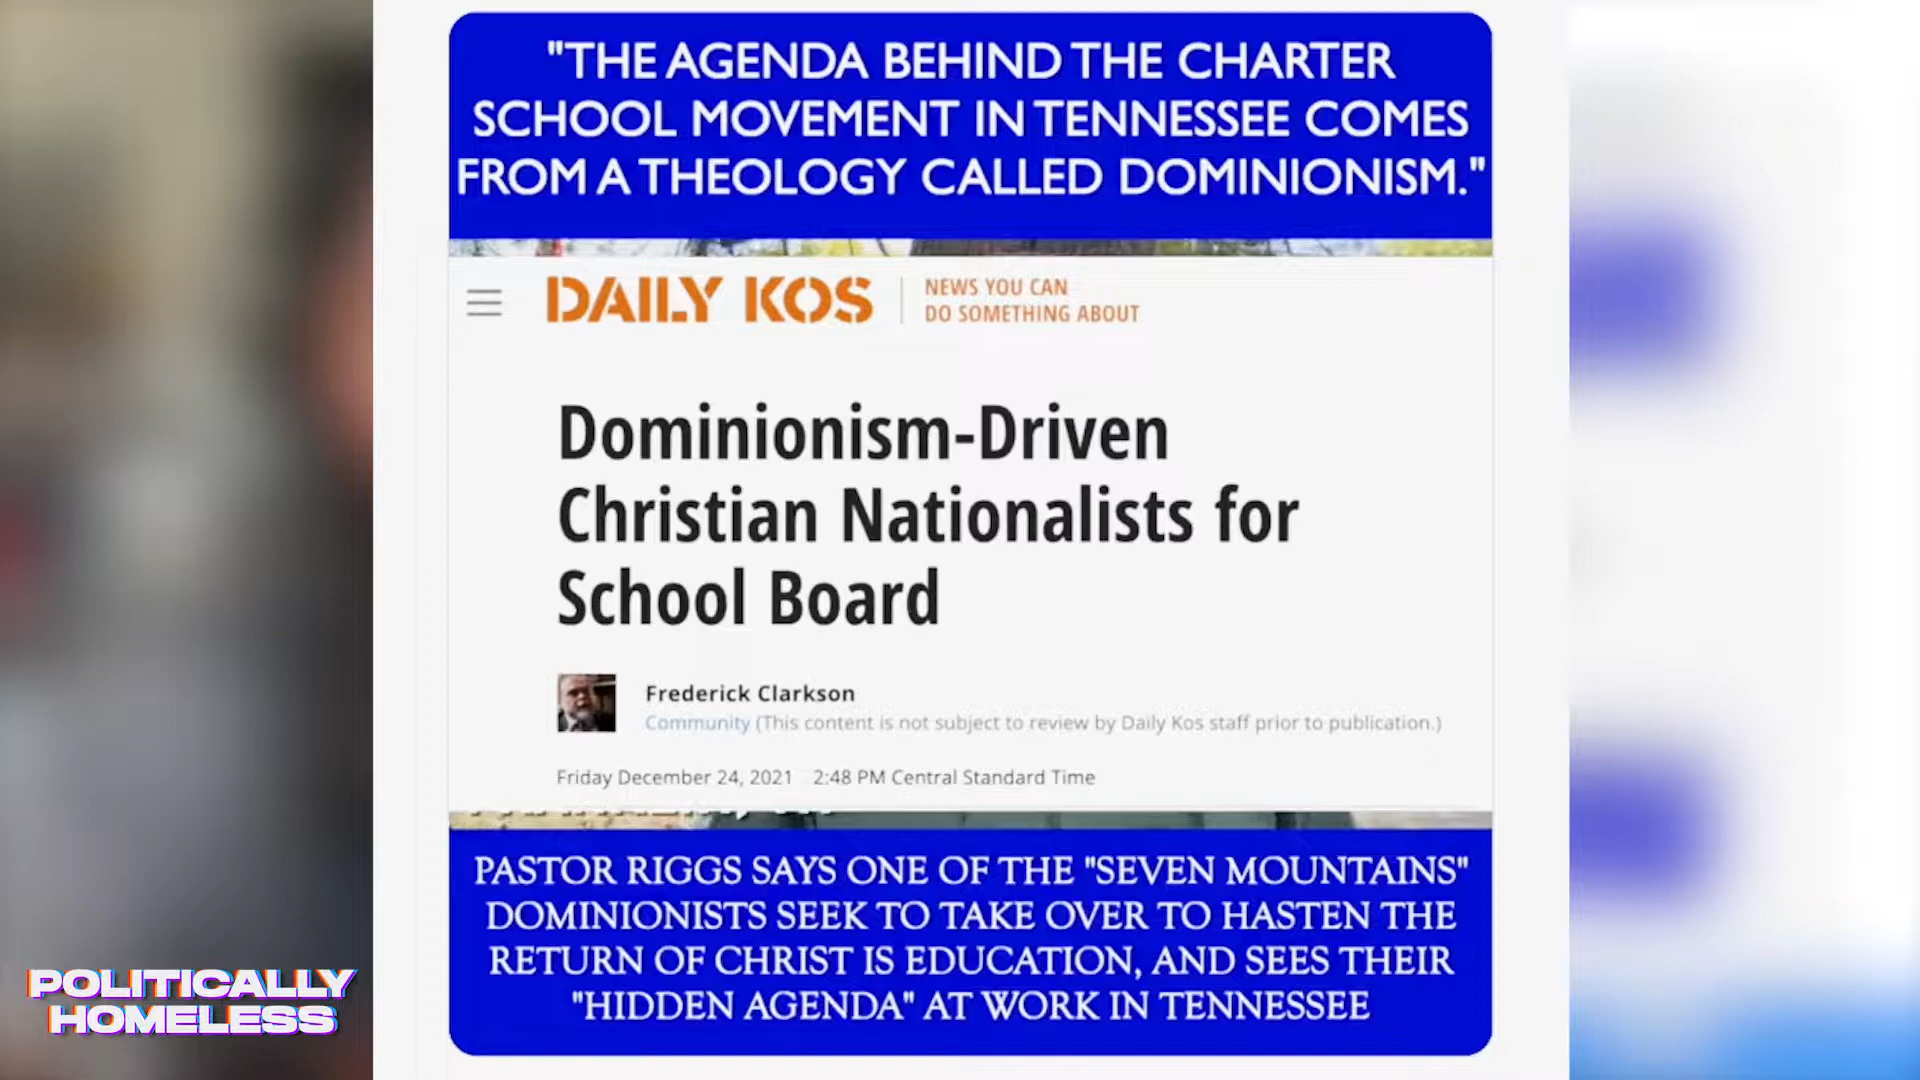 "THE AGENDA BEHIND THE CHARTER
SCHOOL MOVEMENT IN TENNESSEE COMES
FROM A THEOLOGY CALLED DOMINIONISM."
DAILY KOS
NEWS YOU CAN
DO SOMETHING ABOUT
Dominionism-Driven
Christian Nationalists for
School Board
Frederick Clarkson
Community (This content is not subject to review by Daily Kos staff prior to publication.)
Friday December 24, 2021 2:48 PM Central Standard Time
PASTOR RIGGS SAYS ONE OF THE "SEVEN MOUNTAINS"
DOMINIONISTS SEEK TO TAKE OVER TO HASTEN THE
RETURN OF CHRIST IS EDUCATION, AND SEES THEIR
"HIDDEN AGENDA" AT WORK IN TENNESSEE
POLITICALLY
HOMELESS